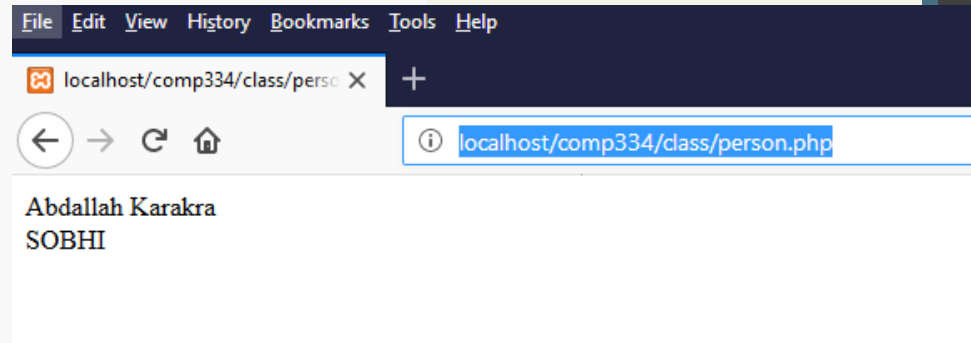 File Edit View History Bookmarks Tools Help
localhost/comp334/class/perso
localhost/comp334/class/person.php
Abdallah Karakra
SOBHI